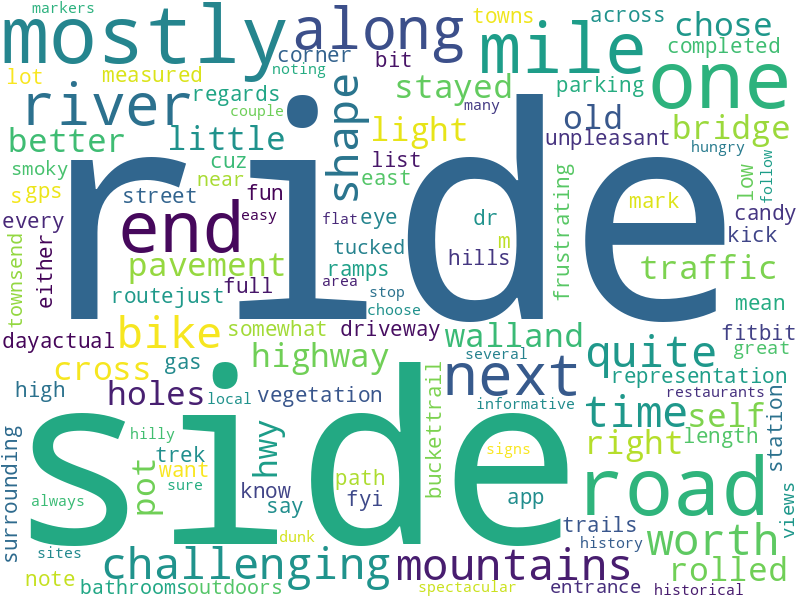 markers
mostly
along
towns
across
chose
completed
corner
mile
lot
measured
noting
bit
stayed
many
parking
one
river
regards
couple
shape
light
old
bridge
unpleasant
better
little
cuz
list
hungry
smoky
near
east
low
follow
s
gps
street
fun
ride
frustrating
mark
candy
every
end
easy
flat
eye
dr
kick
either
townsend
tucked
m
hills
traffic
pavement
full
area
ramps
mean
routejust
stop
choose
dayactual
bike
somewhat
driveway
walland
fitbit
great
cross
gas
highway
several
quite
representation
high
holes
local
vegetation
next
restaurants
informative
time
self
length
surrounding
hilly
pot
trek
hwy
side
buckettrail
signs
right
station
want
sure
know
path
road
views
always
say
fyi
app
trails
worth
sites
dunk
history
note
challenging
mountains
rolled
bathrooms
outdoors
spectacular
entrance
historical